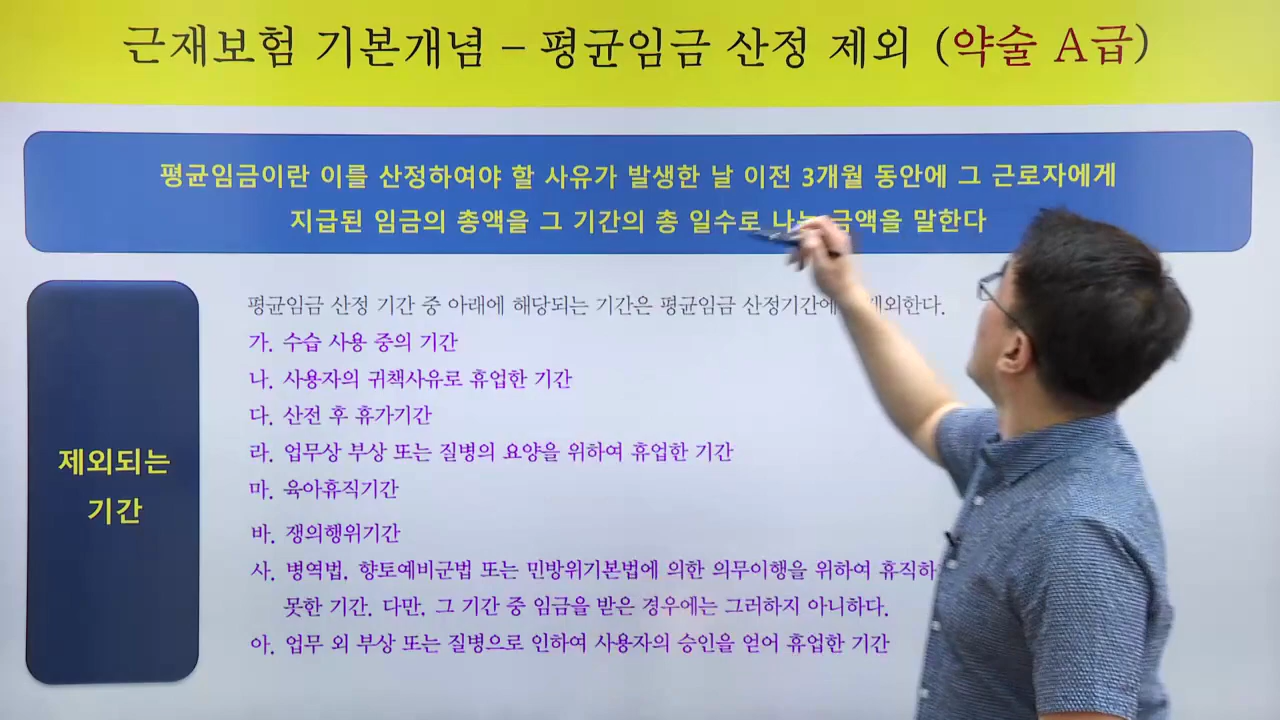 근재보험 기본개념 – 평균임금 산정 제외 (약술 A급)
평균임금이란 이를 산정하여야 할 사유가 발생한 날 이전 3개월 동안에 그 근로자에게
지급된 임금의 총액을 그 기간의 총 일수로 금액을 말한다
제외되는
기간
평균임금 산정 기간 중 아래에 해당되는 기간은 평균임금 산정기간에 제외한다.
가. 수습 사용 중의 기간
나. 사용자의 귀책사유로 휴업한 기간
다. 산전 후 휴가기간
라. 업무상 부상 또는 질병의 요양을 위하여 휴업한 기간
마. 육아휴직기간
바. 쟁의행위기간
사. 병역법, 향토예비군법 또는 민방위기본법에 의한 의무이행을 위하여
못한 기간. 다만, 그 기간 중 임금을 받은 경우에는 그러하지 아니하다.
아. 업무 외 부상 또는 질병으로 인하여 사용자의 승인을 얻어 휴업한 기간